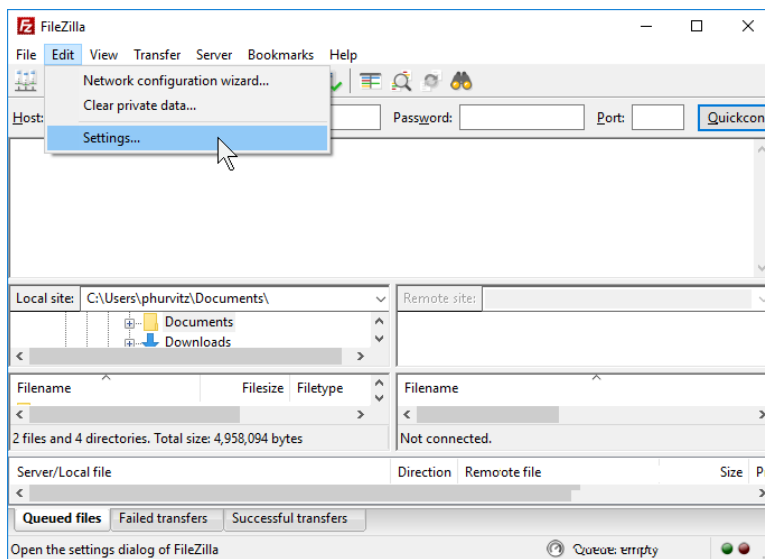 FileZilla
File Edit View Transfer Server Bookmarks Help
Network configuration wizard...
Clear private data...
Host: Password: Port: Quickcon
Settings...
Local site: C:\Users\phurvitz\Documents\ Remote site:
Documents
Downloads
Filename Filesize Filetype Filename
2 files and 4 directories. Total size: 4,958,094 bytes Not connected.
Server/Local file Direction Remoote file Size P
Queued files Failed transfers Successful transfers
Open the settings dialog of FileZilla Queue: empty